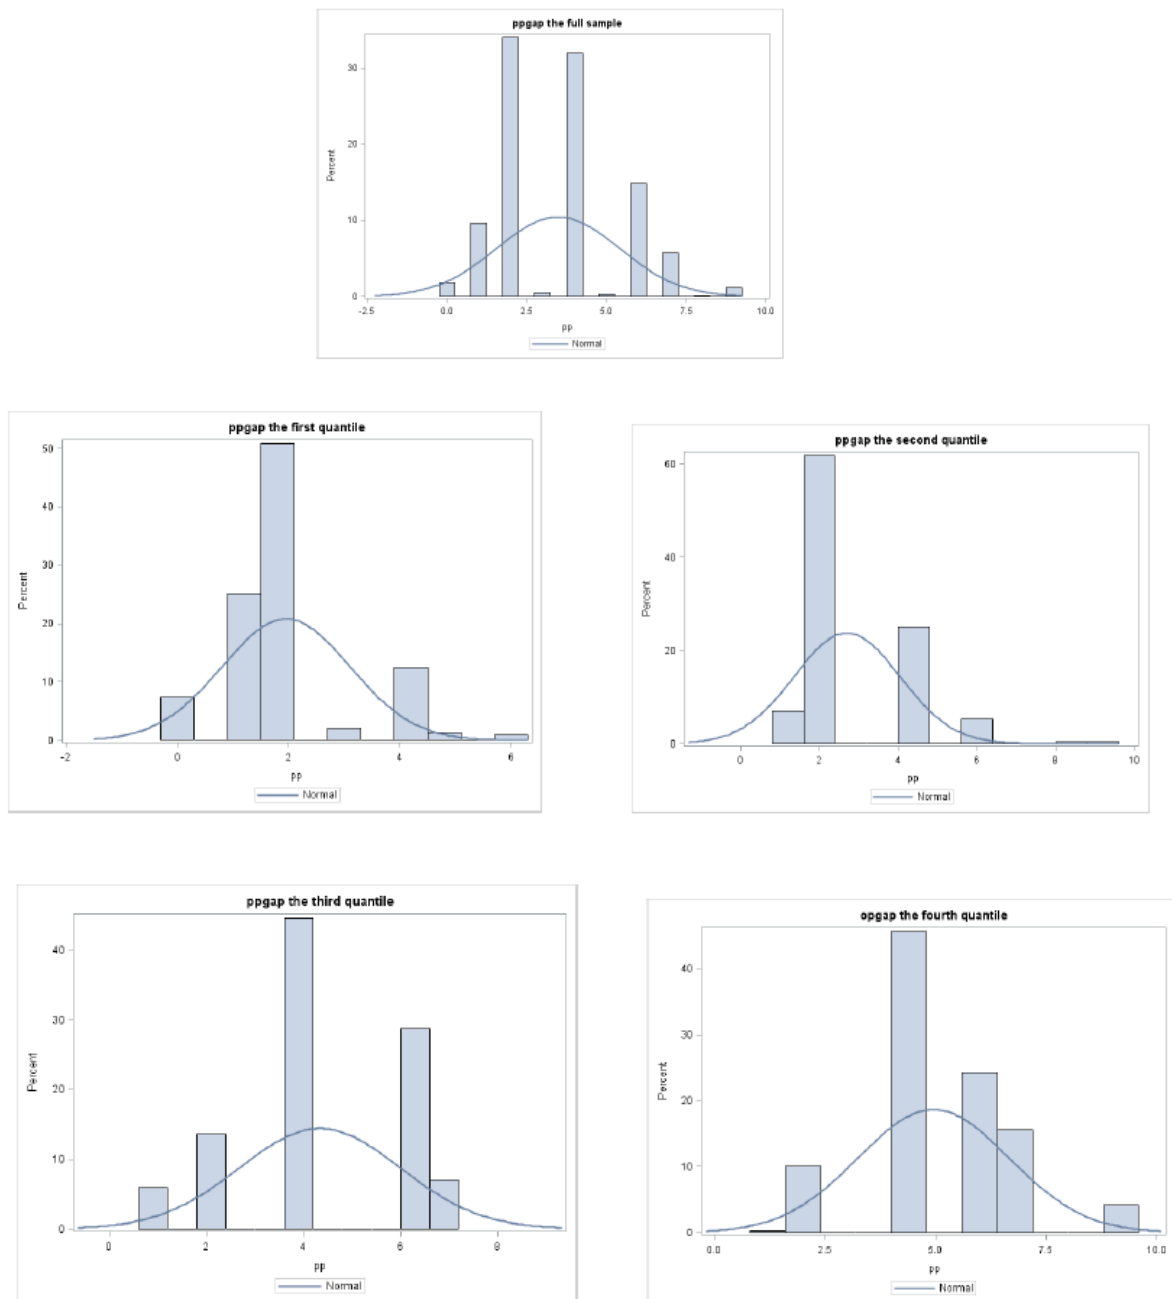 ppgap the full sample
30
20
10
0
Percent
-2.5 0.0 2.5 5.0 7.5 10.0
pp
Normal
ppgap the first quantile
50
40
30
20
10
0
Percent
-2 0 2 4 6
pp
Normal
ppgap the second quantile
60
40
20
0
Percent
0 2 4 6 8 10
pp
Normal
ppgap the third quantile
40
30
20
10
0
Percent
0 2 4 6 8
pp
Normal
opgap the fourth quantile
40
30
20
10
0
Percent
0.0 2.5 5.0 7.5 10.0
pp
Normal